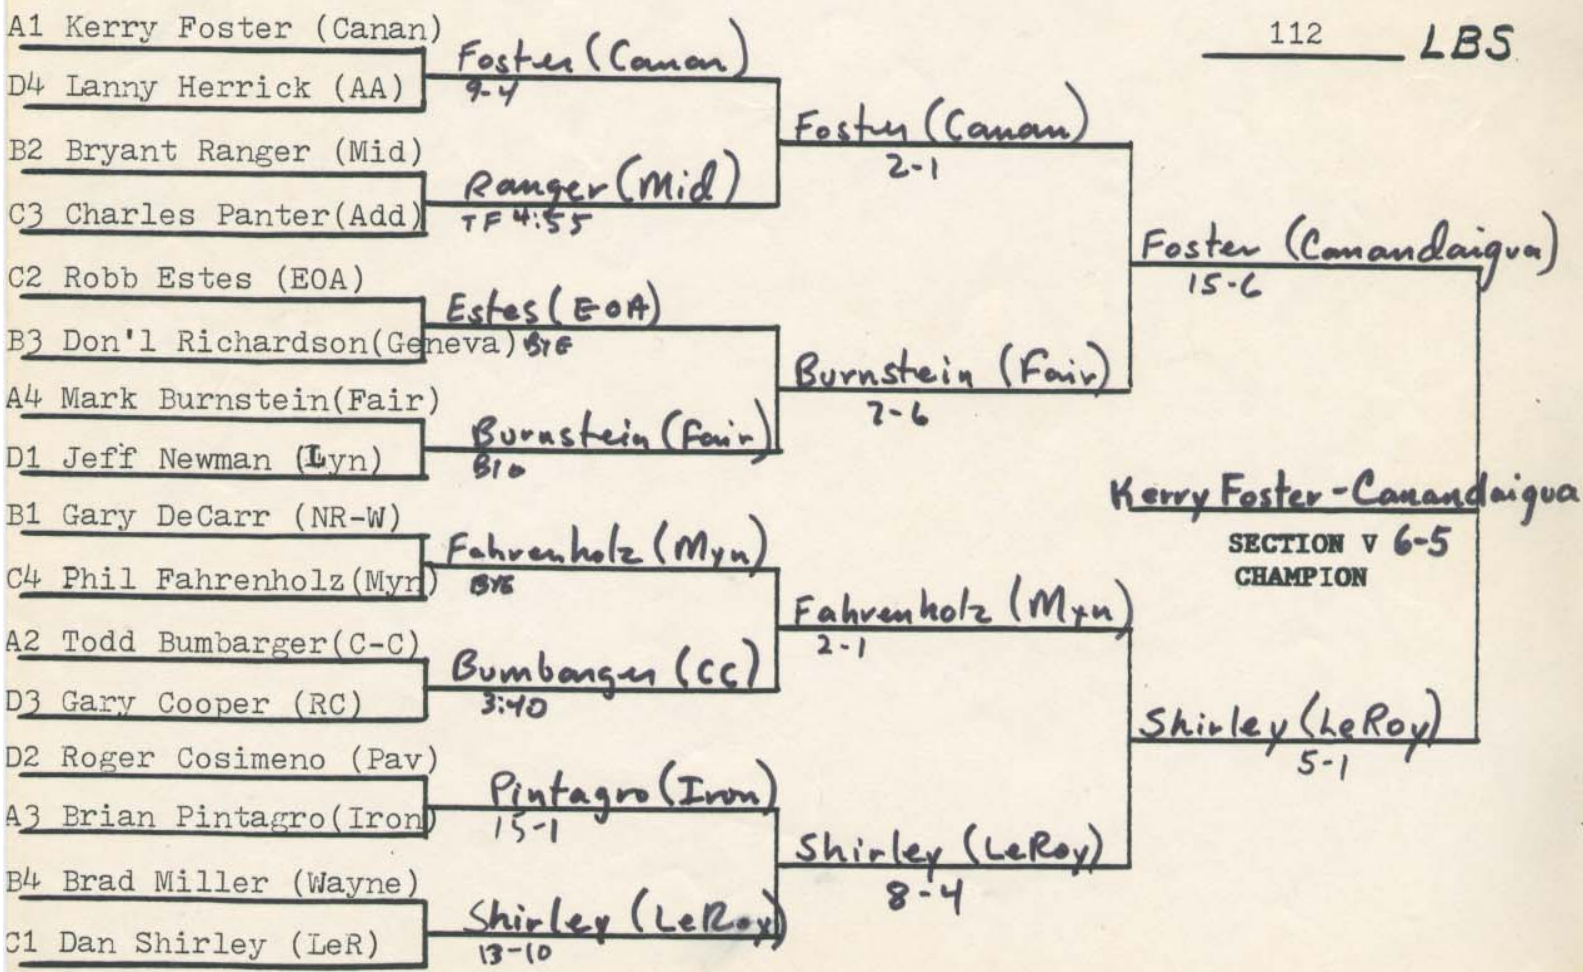 112 LBS
A1 Kerry Foster (Canan)
D4 Lanny Herrick (AA)
B2 Bryant Ranger (Mid)
C3 Charles Panter(Add)
C2 Robb Estes (EOA)
B3 Don'l Richardson(Geneva)
A4 Mark Burnstein(Fair)
D1 Jeff Newman (Lyn)
B1 Gary DeCarr (NR-W)
C4 Phil Fahrenholz(Myn)
A2 Todd Bumbarger(C-C)
D3 Gary Cooper (RC)
D2 Roger Cosimeno (Pav)
A3 Brian Pintagro(Iron)
B4 Brad Miller (Wayne)
C1 Dan Shirley (LeR)
Foster (Canan)
9-4
Ranger (Mid)
TF 4:55
Estes (EOA)
BYE
Burnstein (Fair)
Fahrenholz (Myn)
BYE
Bumbarger (CC)
3:40
Pintagro (Iron)
15-1
Shirley (LeRoy)
13-10
Foster (Canan)
2-1
Burnstein (Fair)
7-6
Fahrenholz (Myn)
2-1
Shirley (LeRoy)
8-4
Foster (Canandaigua)
15-6
Shirley (LeRoy)
5-1
Kerry Foster-Canandaigua
SECTION V 6-5
CHAMPION